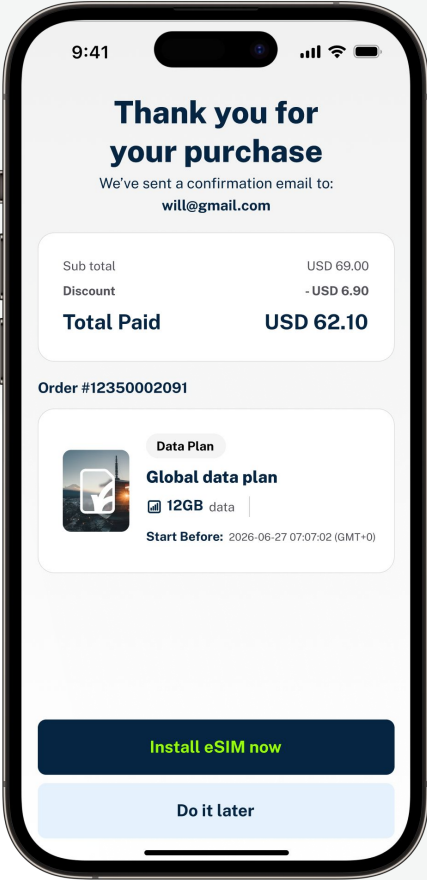 9:41
Thank you for
your purchase
We've sent a confirmation email to:
will@gmail.com
Sub total USD 69.00
Discount - USD 6.90
Total Paid USD 62.10
Order #12350002091
Data Plan
Global data plan
12GB data
Start Before: 2026-06-27 07:07:02 (GMT+0)
Install eSIM now
Do it later